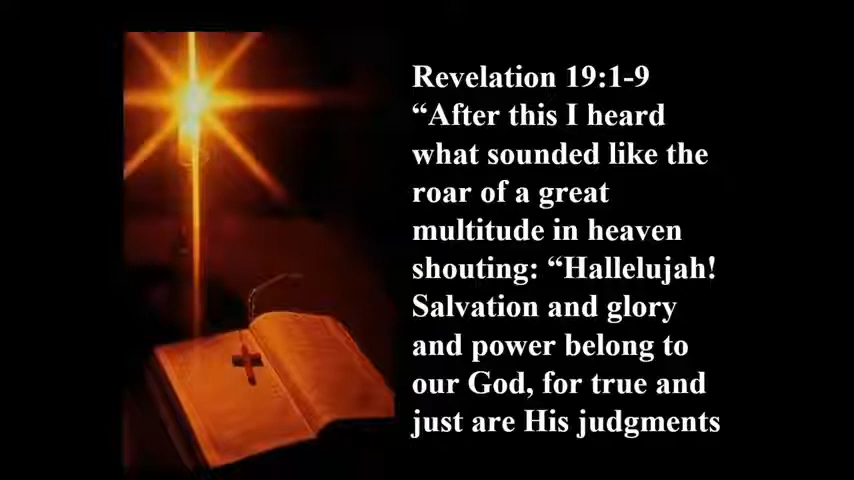 Revelation 19:1-9
“After this I heard
what sounded like the
roar of a great
multitude in heaven
shouting: “Hallelujah!
Salvation and glory
and power belong to
our God, for true and
just are His judgments